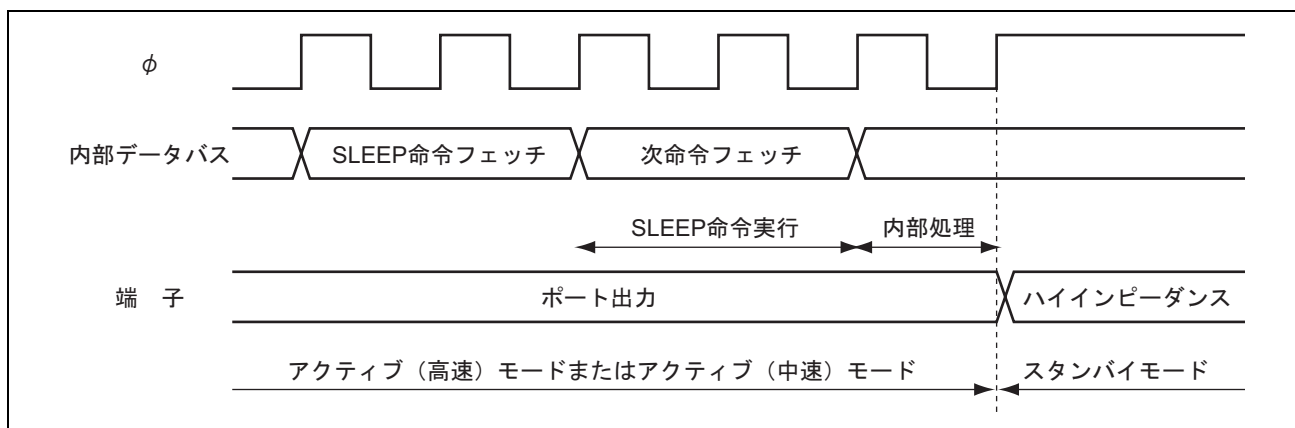 φ
内部データバス
SLEEP命令フェッチ
次命令フェッチ
SLEEP命令実行
内部処理
端　子
ポート出力
ハイインピーダンス
アクティブ（高速）モードまたはアクティブ（中速）モード
スタンバイモード